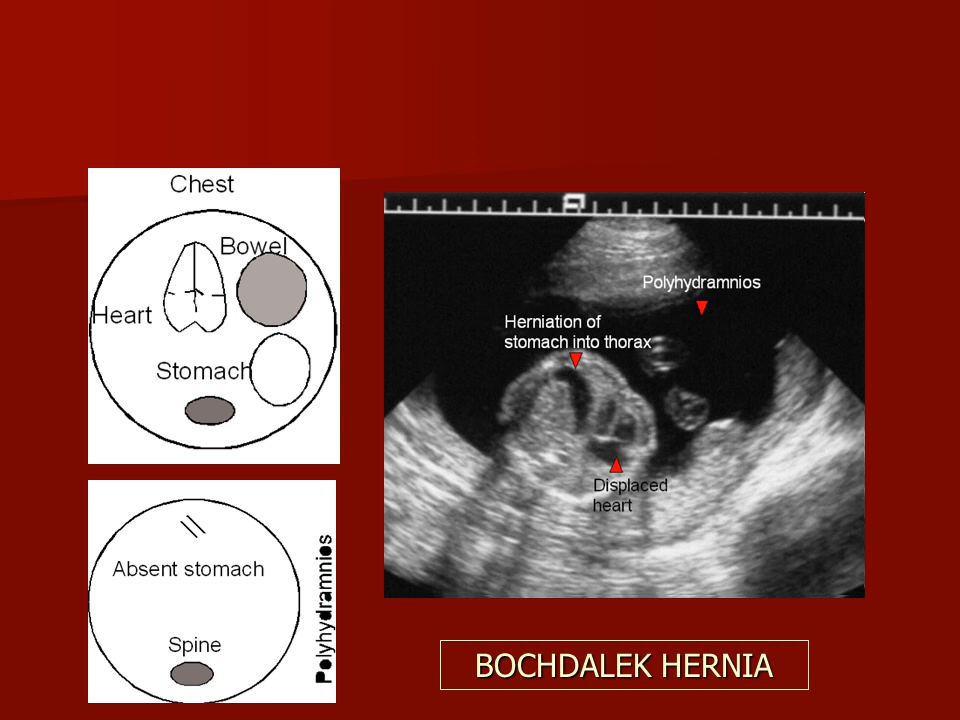 Chest
Bowel
Heart
Stomach
Absent stomach
Spine
Polyhydramnios
Polyhydramnios
Herniation of
stomach into thorax
Displaced
heart
BOCHDALEK HERNIA